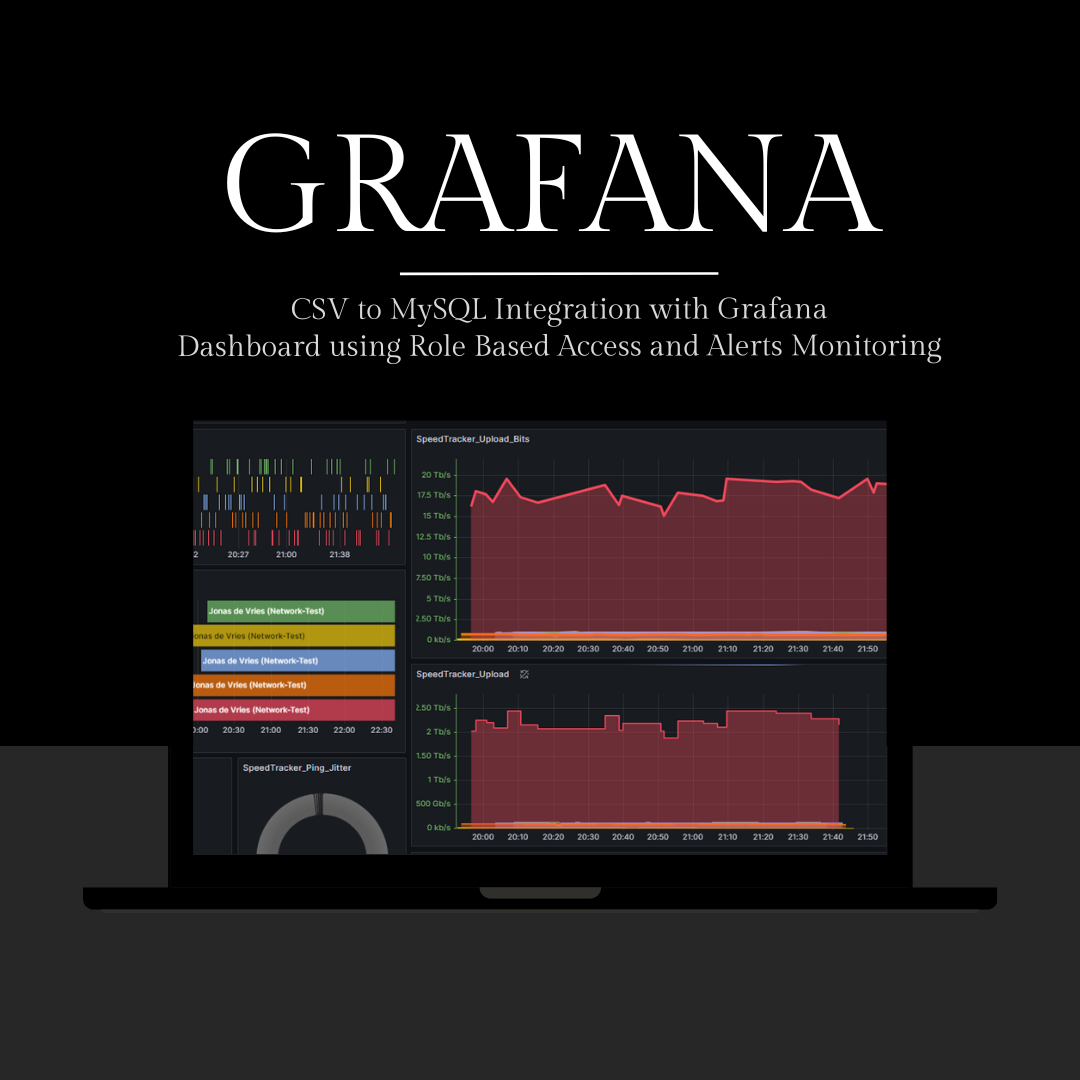 GRAFANA
CSV to MySQL Integration with Grafana
Dashboard using Role Based Access and Alerts Monitoring
2 20:27 21:00 21:38
Jonas de Vries (Network-Test)
onas de Vries (Network-Test)
Jonas de Vries (Network-Test)
Jonas de Vries (Network-Test)
Jonas de Vries (Network-Test)
0:00 20:30 21:00 21:30 22:00 22:30
SpeedTracker_Ping_Jitter
SpeedTracker_Upload_Bits
20 Tb/s
17.5 Tb/s
15 Tb/s
12.5 Tb/s
10 Tb/s
7.50 Tb/s
5 Tb/s
2.50 Tb/s
0 kb/s
20:00 20:10 20:20 20:30 20:40 20:50 21:00 21:10 21:20 21:30 21:40 21:50
SpeedTracker_Upload
2.50 Tb/s
2 Tb/s
1.50 Tb/s
1 Tb/s
500 Gb/s
0 kb/s
20:00 20:10 20:20 20:30 20:40 20:50 21:00 21:10 21:20 21:30 21:40 21:50